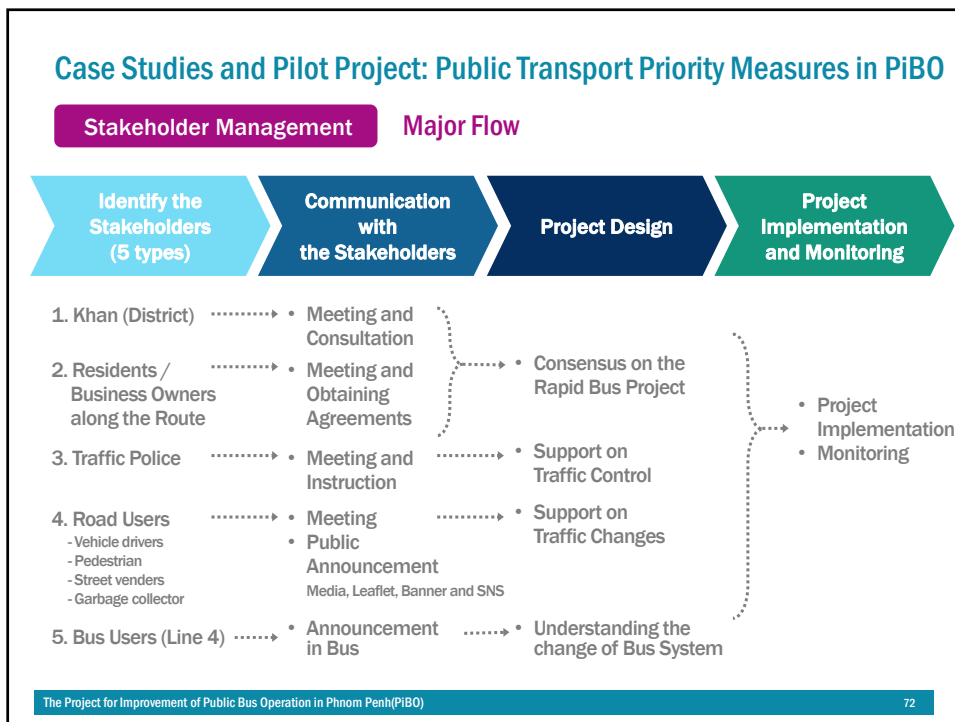 Case Studies and Pilot Project: Public Transport Priority Measures in PiBO
Stakeholder Management
Major Flow
Identify the
Stakeholders
(5 types)
Communication
with
the Stakeholders
Project Design
Project
Implementation
and Monitoring
1. Khan (District)
• Meeting and
Consultation
2. Residents /
Business Owners
along the Route
• Meeting and
Obtaining
Agreements
• Consensus on the
Rapid Bus Project
3. Traffic Police
• Meeting and
Instruction
• Support on
Traffic Control
4. Road Users
- Vehicle drivers
- Pedestrian
- Street venders
- Garbage collector
• Meeting
• Public
Announcement
Media, Leaflet, Banner and SNS
• Support on
Traffic Changes
5. Bus Users (Line 4)
• Announcement
in Bus
• Understanding the
change of Bus System
• Project
Implementation
• Monitoring
The Project for Improvement of Public Bus Operation in Phnom Penh(PiBO)
72